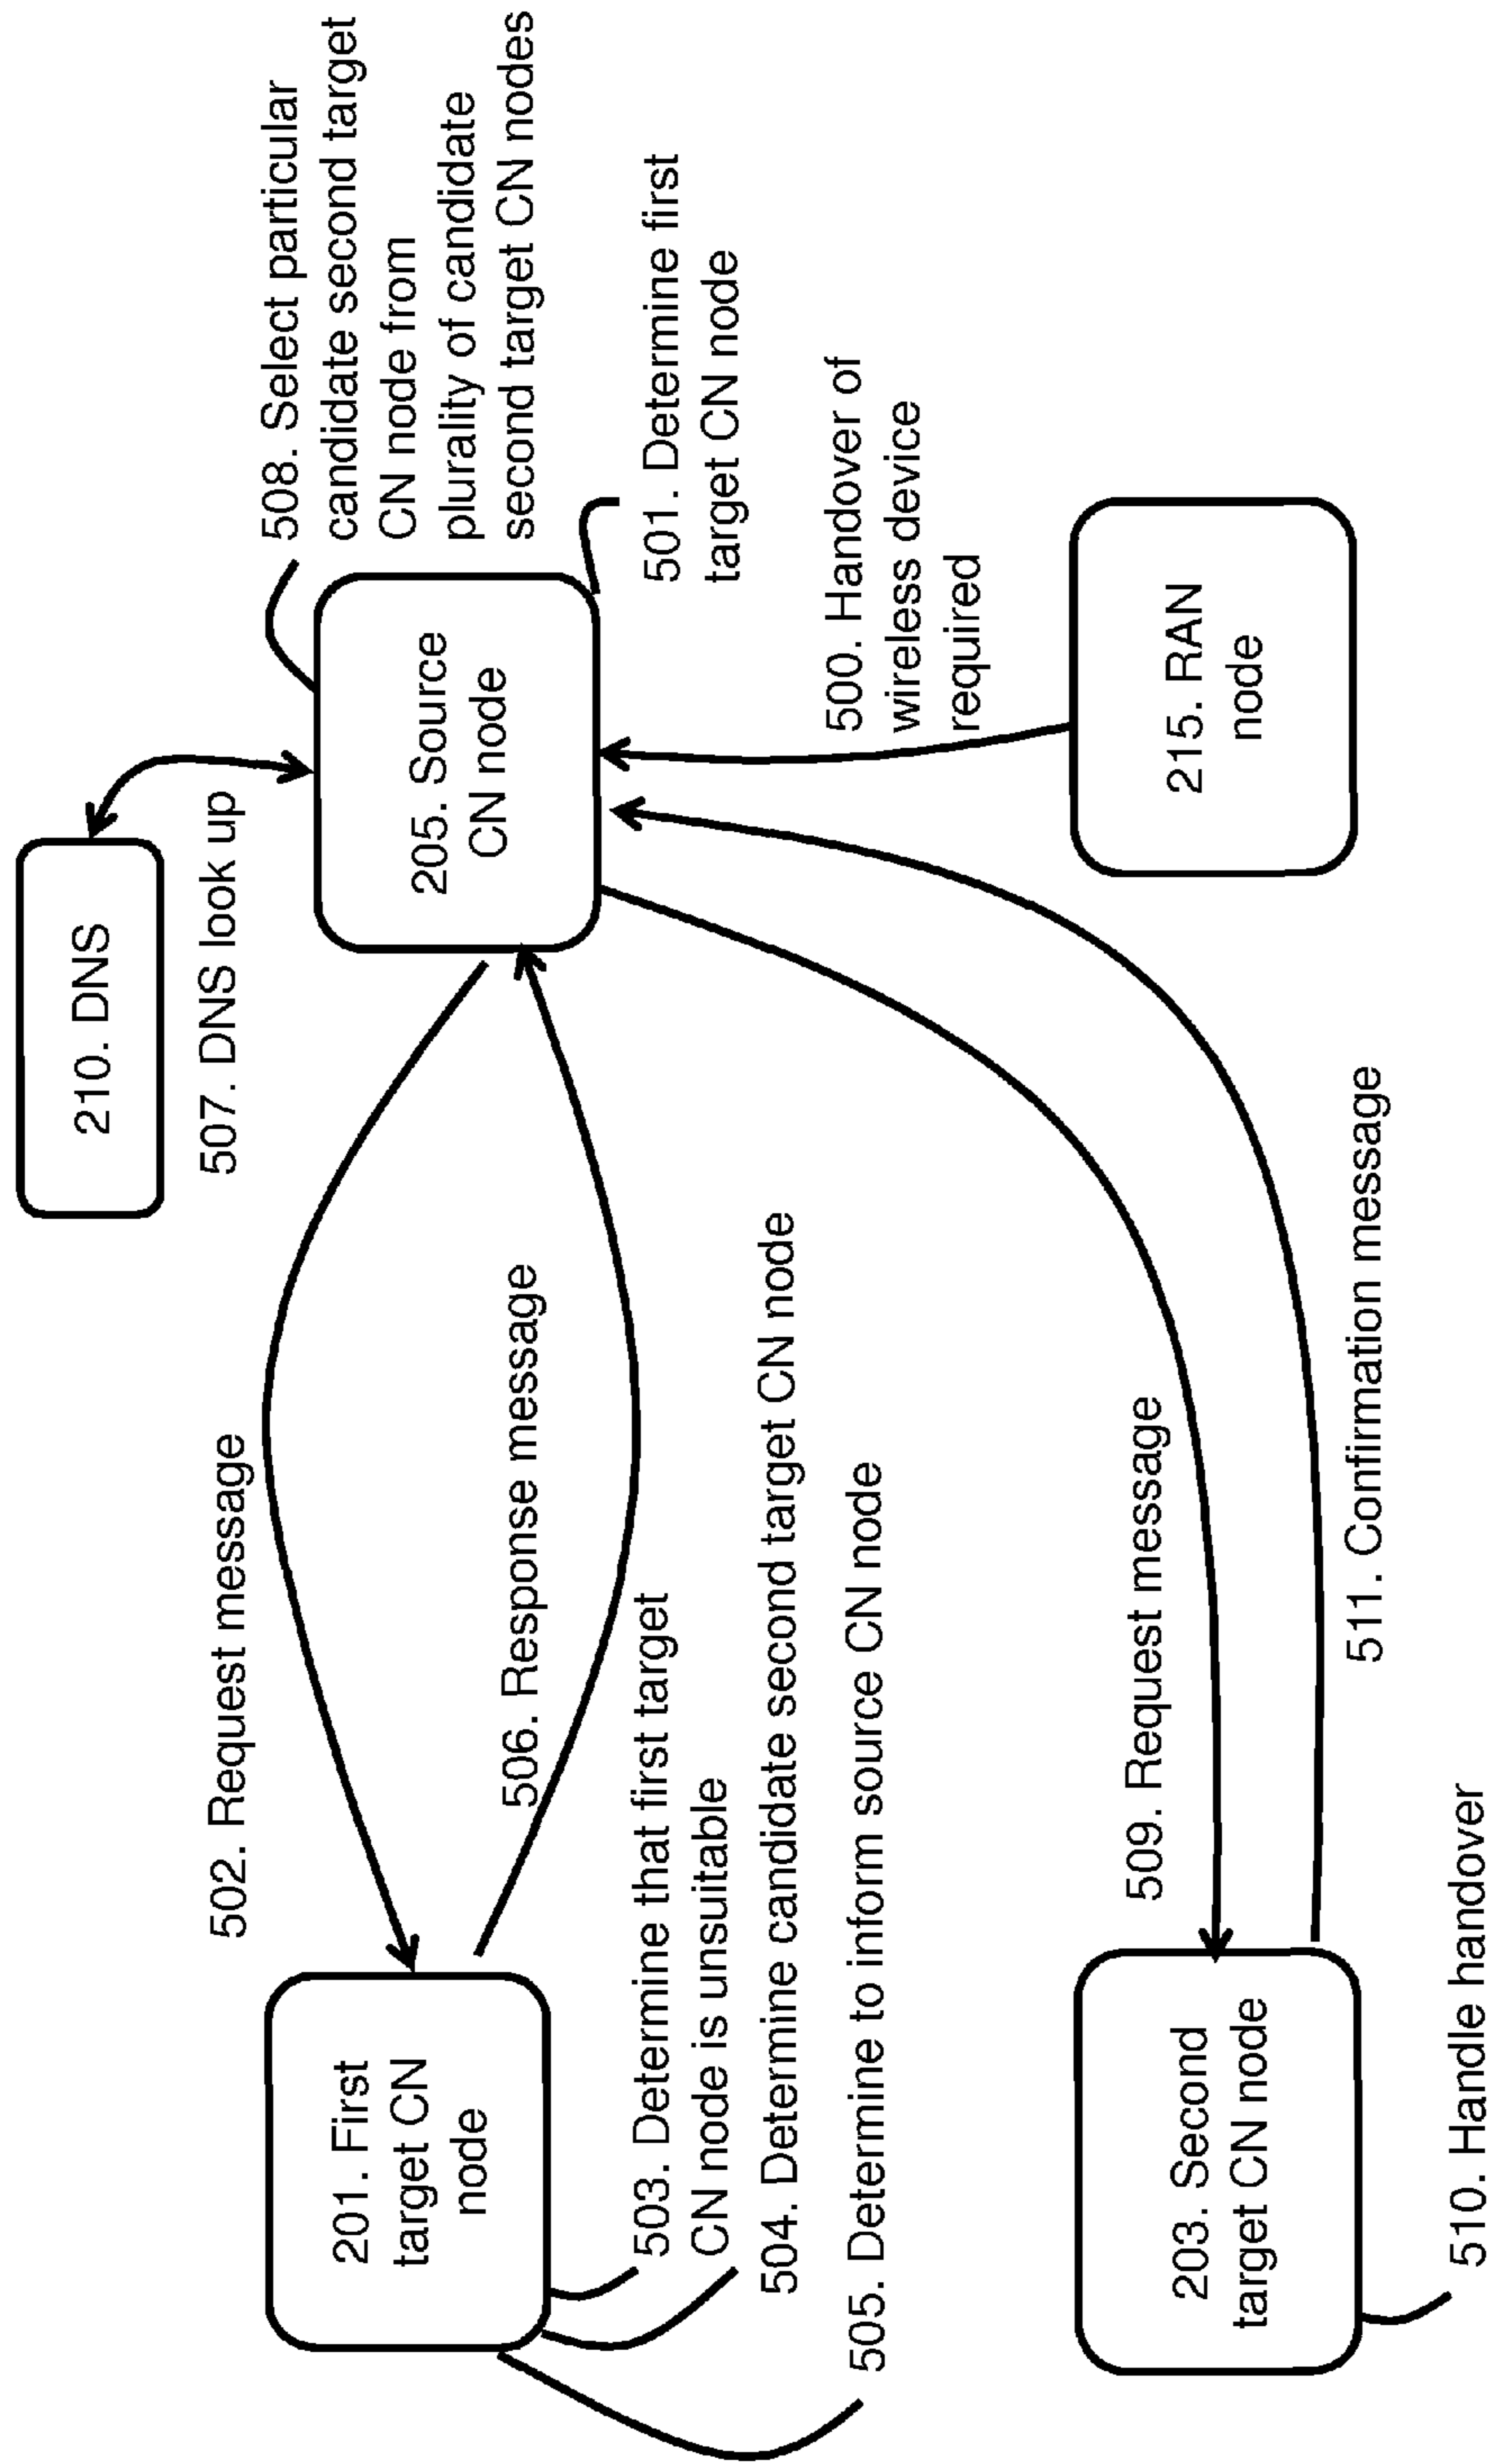 210. DNS
507. DNS look up
508. Select particular
candidate second target
CN node from
plurality of candidate
second target CN nodes
205. Source
CN node
501. Determine first
target CN node
500. Handover of
wireless device
required
215. RAN
node
502. Request message
506. Response message
201. First
target CN
node
503. Determine that first target
CN node is unsuitable
504. Determine candidate second target CN node
505. Determine to inform source CN node
509. Request message
511. Confirmation message
203. Second
target CN node
510. Handle handover